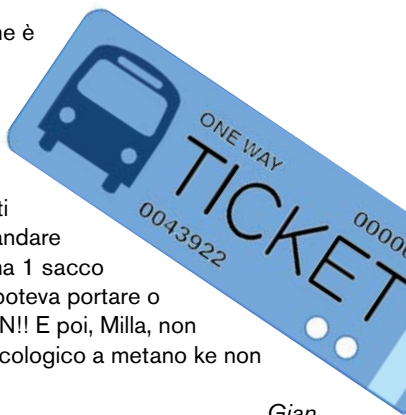 ne è
ti
andare
na 1 sacco
poteva portare o
N!! E poi, Milla, non
cologico a metano ke non
Gian
ONE WAY
TICKET
0043922
0000